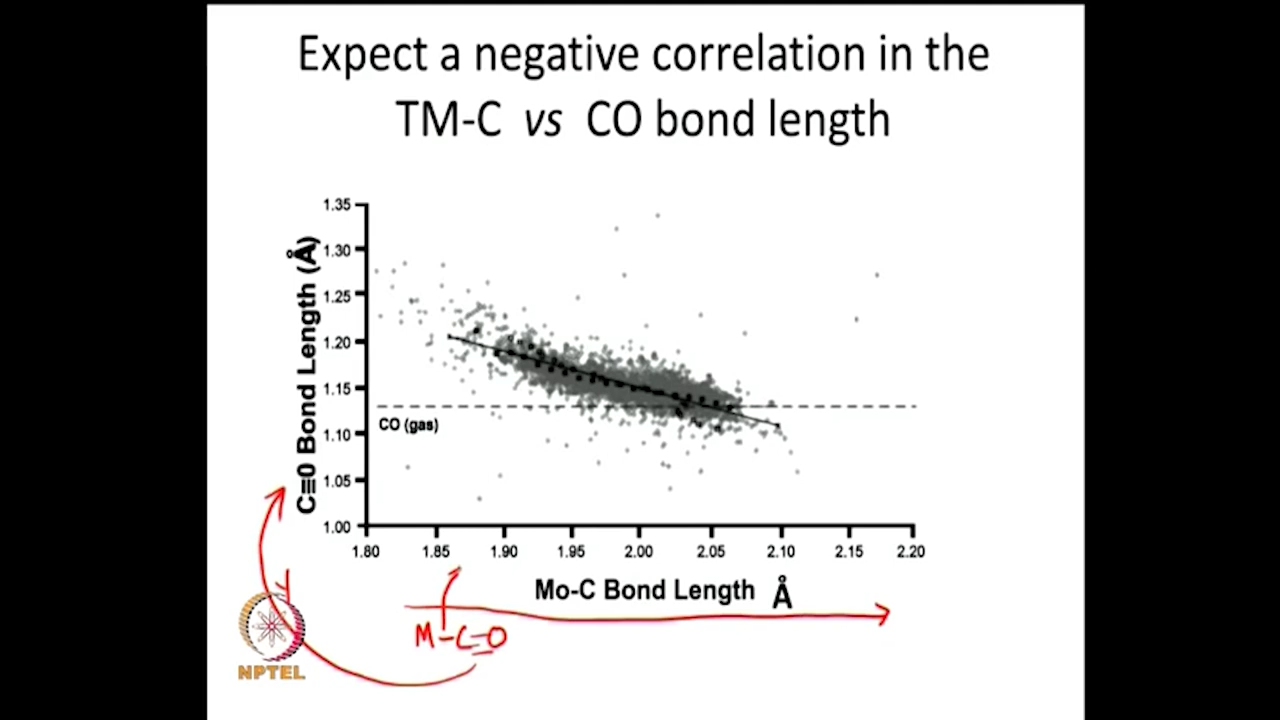 Expect a negative correlation in the
TM-C vs CO bond length
C≡O Bond Length (Å)
1.35
1.30
1.25
1.20
1.15
1.10
1.05
1.00
CO (gas)
1.80 1.85 1.90 1.95 2.00 2.05 2.10 2.15 2.20
Mo-C Bond Length Å
M-C≡O
NPTEL